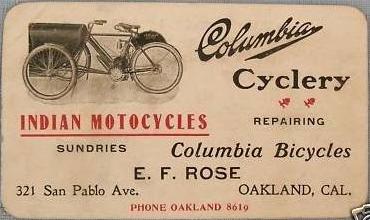 Columbia
Cyclery
INDIAN MOTOCYCLES
REPAIRING
SUNDRIES
Columbia Bicycles
E. F. ROSE
321 San Pablo Ave.
OAKLAND, CAL.
PHONE OAKLAND 8619